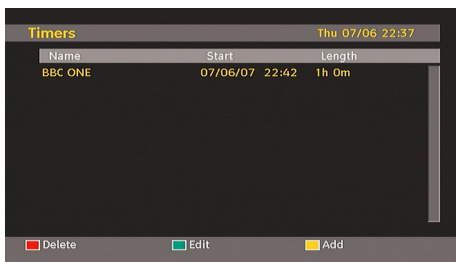 Timers Thu 07/06 22:37
Name Start Length
BBC ONE 07/06/07 22:42 1h 0m
Delete Edit Add